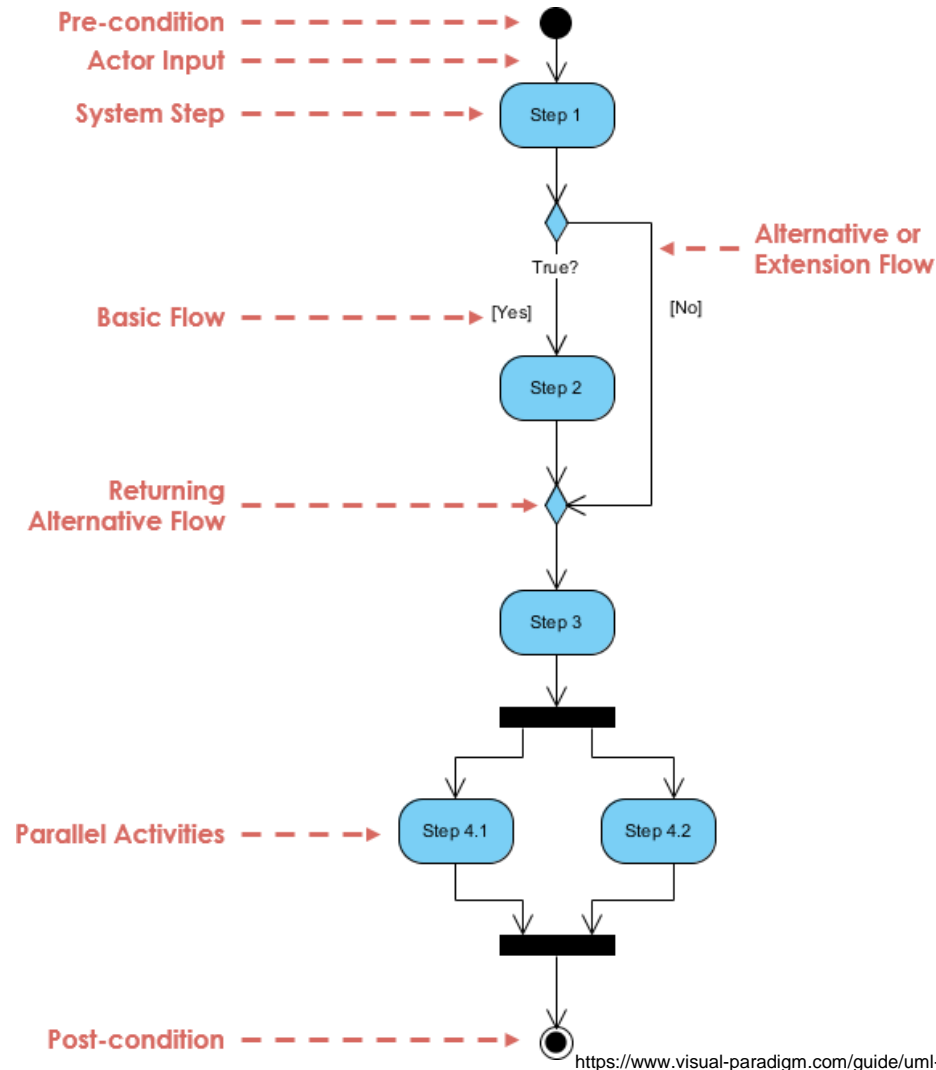 Pre-condition
Actor Input
System Step
Step 1
Alternative or
Extension Flow
True?
Basic Flow
[Yes]
[No]
Step 2
Returning
Alternative Flow
Step 3
Parallel Activities
Step 4.1
Step 4.2
Post-condition
https://www.visual-paradigm.com/guide/uml-